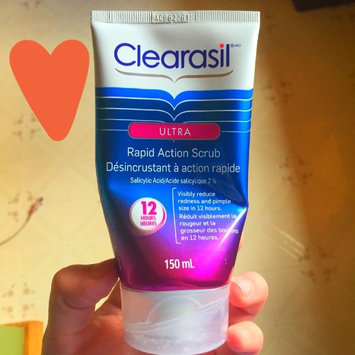 Clearasil
ULTRA
Rapid Action Scrub
Désincrustant à action rapide
Salicylic Acid/Acide salicylique 2 %
Visibly reduce
redness and pimple
size in 12 hours.
Réduit visiblement la
rougeur et la
grosseur des boutons
en 12 heures.
12
HOURS
HEURES
150 mL